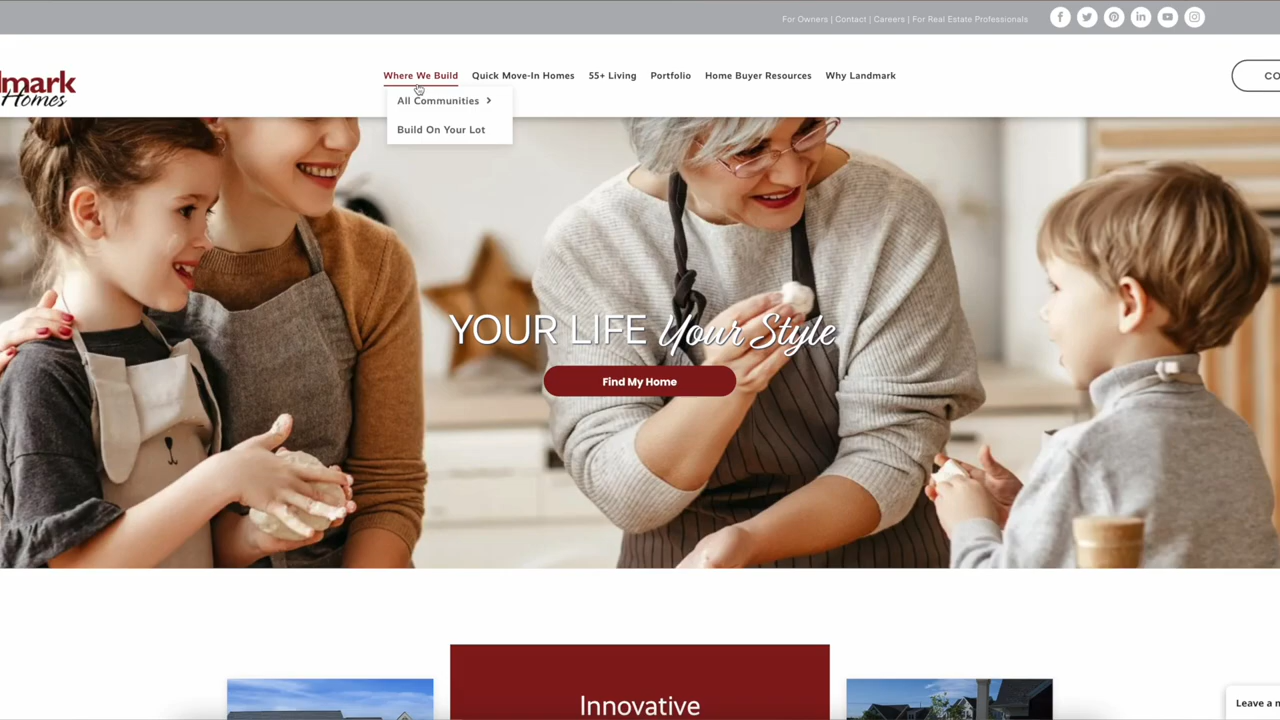 For Owners | Contact | Careers | For Real Estate Professionals
mark
Homes
Where We Build Quick Move-In Homes 55+ Living Portfolio Home Buyer Resources Why Landmark
CO
All Communities >
Build On Your Lot
YOUR LIFE Your Style
Find My Home
Innovative
Leave a